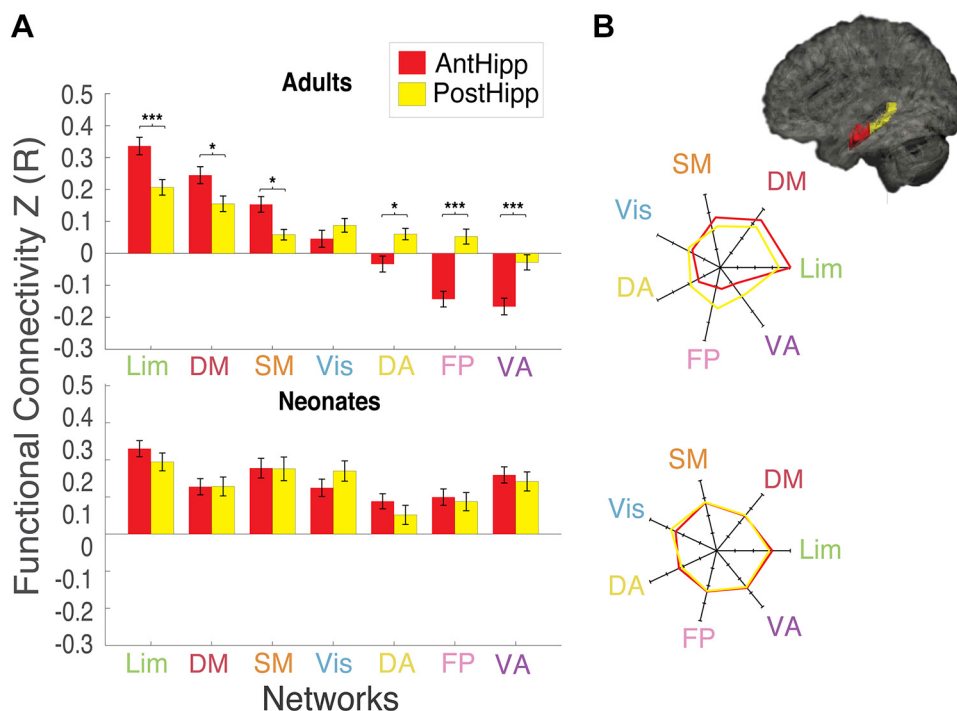 A
B
AntHipp
PostHipp
Adults
Functional Connectivity Z (R)
0.5
0.4
0.3
0.2
0.1
0
-0.1
-0.2
-0.3
***
*
*
*
***
***
Lim DM SM Vis DA FP VA
Neonates
0.5
0.4
0.3
0.2
0.1
0
-0.1
-0.2
-0.3
Lim DM SM Vis DA FP VA
Networks
SM
DM
Vis
Lim
DA
VA
FP
SM
DM
Vis
Lim
DA
VA
FP